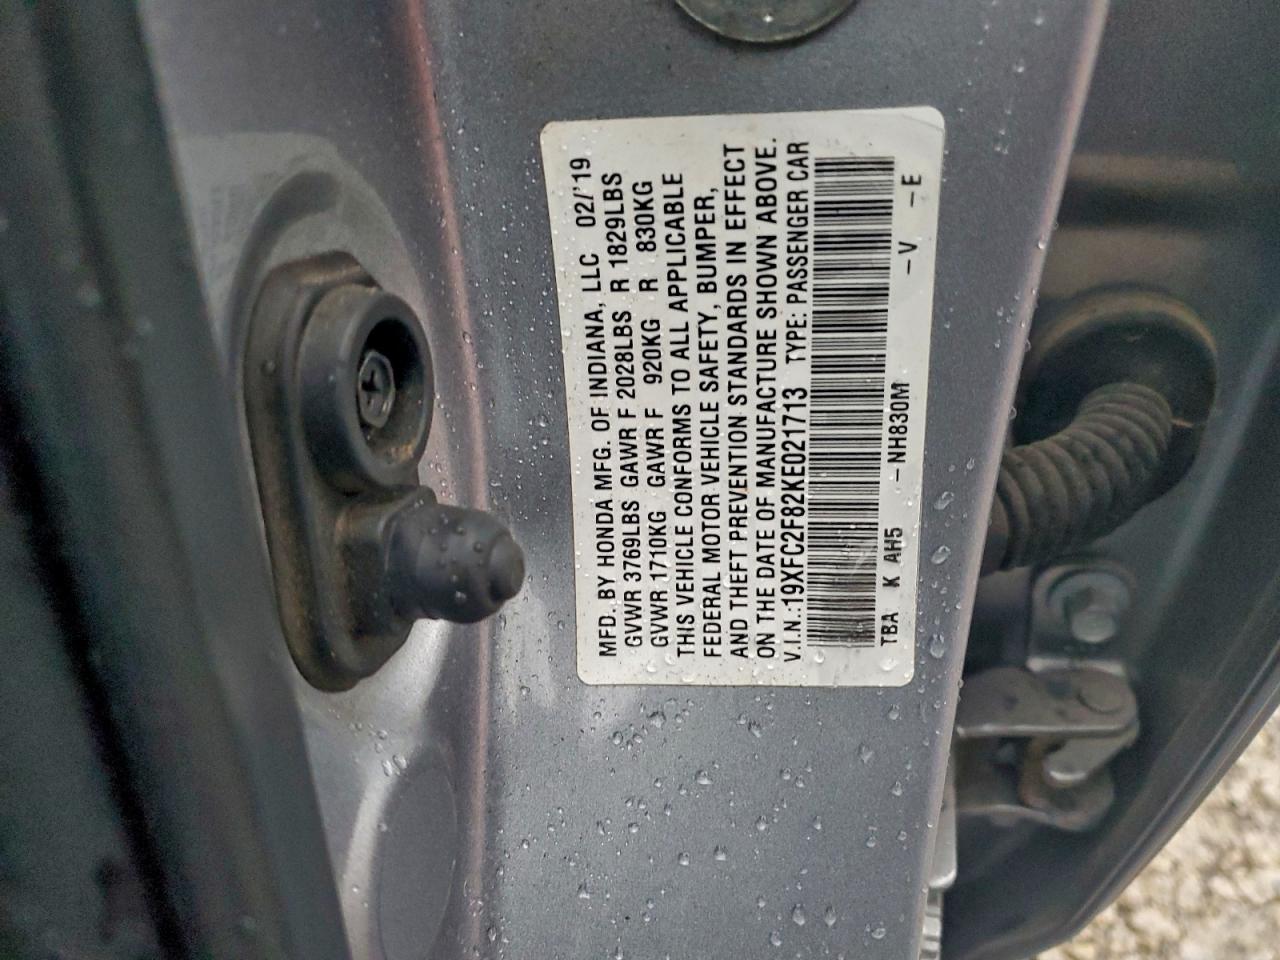 MFD. BY HONDA MFG. OF INDIANA, LLC 02/'19
GVWR 3769LBS GAWR F 2028LBS R 1829LBS
GVWR 1710KG GAWR F 920KG R 830KG
THIS VEHICLE CONFORMS TO ALL APPLICABLE
FEDERAL MOTOR VEHICLE SAFETY, BUMPER,
AND THEFT PREVENTION STANDARDS IN EFFECT
ON THE DATE OF MANUFACTURE SHOWN ABOVE.
V.I.N.:19XFC2F82KE021713 TYPE: PASSENGER CAR
TBA K AH5 -NH830M -V -E